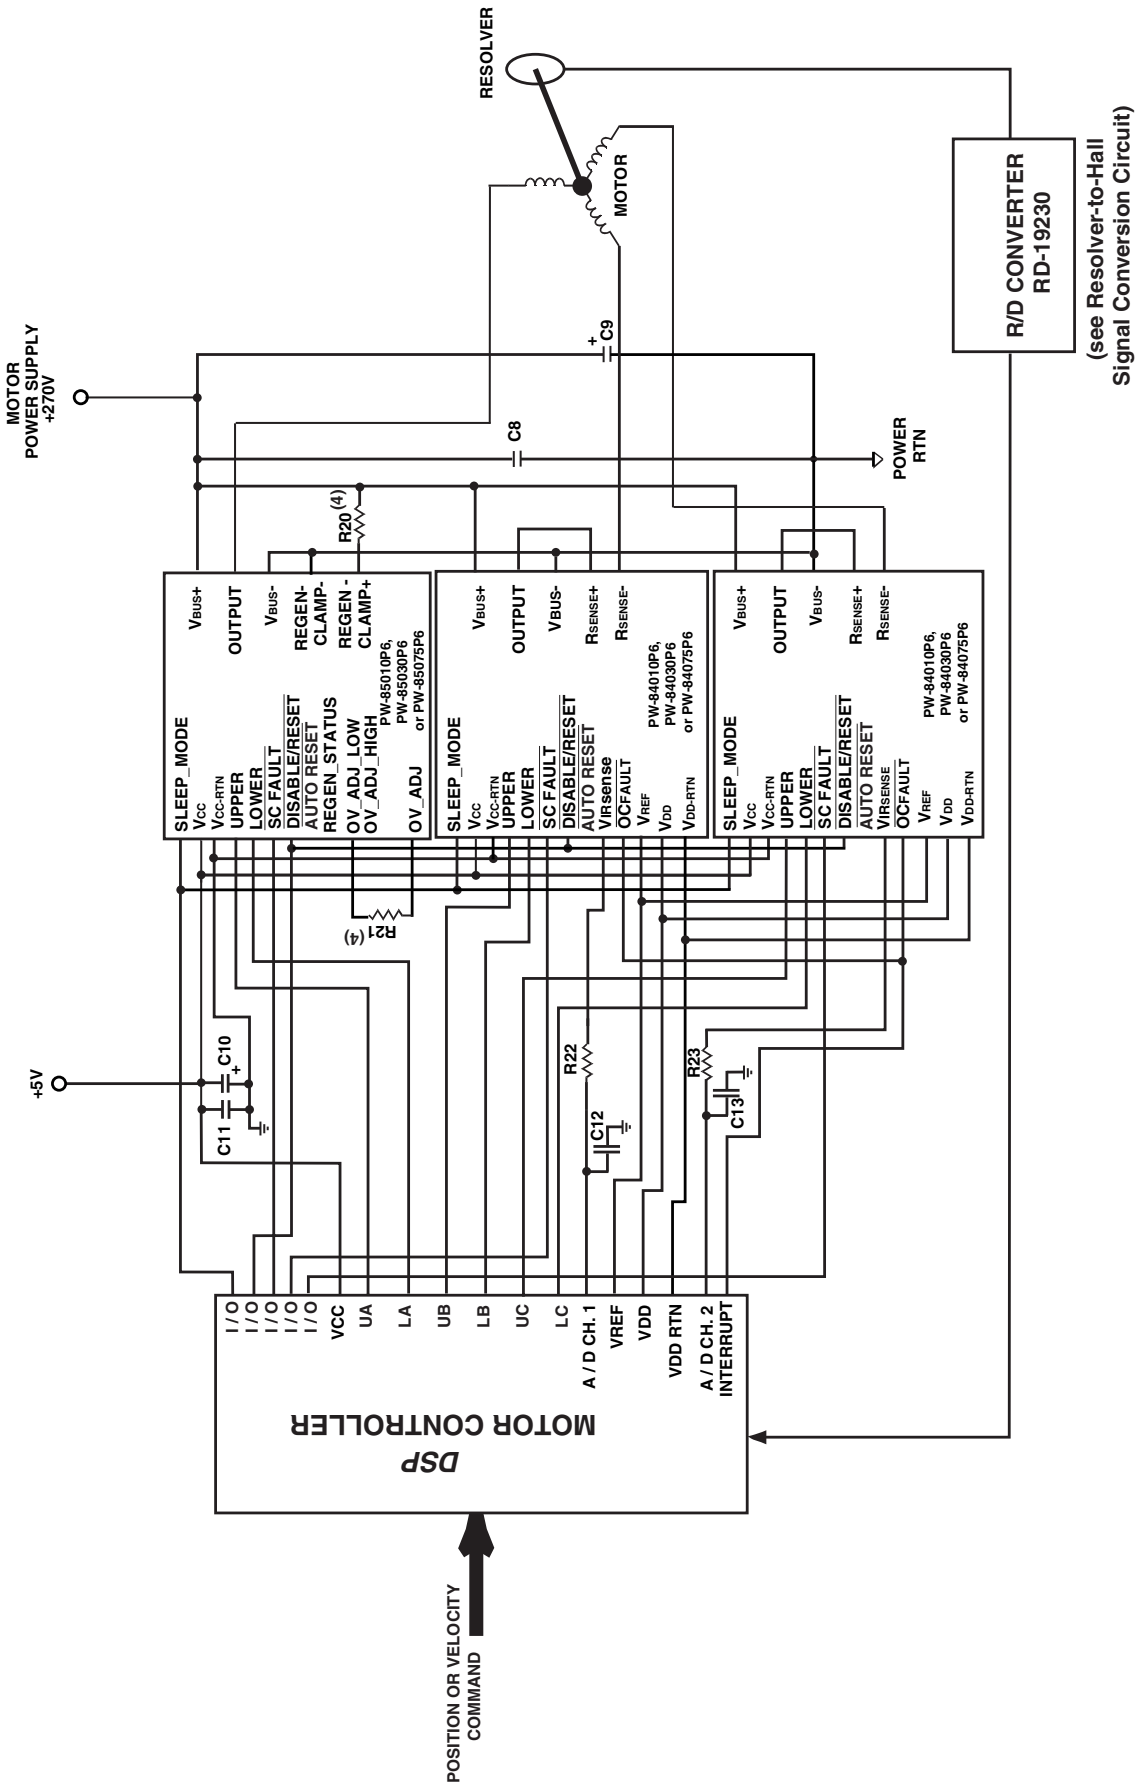 POSITION OR VELOCITY
COMMAND
DSP
MOTOR CONTROLLER
I / O
I / O
I / O
I / O
I / O
VCC
UA
LA
UB
LB
UC
LC
A / D CH. 1
VREF
VDD
VDD RTN
A / D CH. 2
INTERRUPT
+5V
C11
C10
+
R21 (4)
R22
C12
R23
C13
SLEEP_MODE
VCC
VCC-RTN
UPPER
LOWER
SC FAULT
DISABLE/RESET
AUTO RESET
REGEN_STATUS
OV_ADJ_LOW
OV_ADJ_HIGH
OV_ADJ
VBUS+
OUTPUT
VBUS-
REGEN-
CLAMP-
REGEN -
CLAMP+
PW-85010P6,
PW-85030P6
or PW-85075P6
SLEEP_MODE
VCC
VCC-RTN
UPPER
LOWER
SC FAULT
DISABLE/RESET
AUTO RESET
VIRsense
OCFAULT
VREF
VDD
VDD-RTN
VBUS+
OUTPUT
VBUS-
RSENSE+
RSENSE-
PW-84010P6,
PW-84030P6
or PW-84075P6
SLEEP_MODE
VCC
VCC-RTN
UPPER
LOWER
SC FAULT
DISABLE/RESET
AUTO RESET
VIRSENSE
OCFAULT
VREF
VDD
VDD-RTN
VBUS+
OUTPUT
VBUS-
RSENSE+
RSENSE-
PW-84010P6,
PW-84030P6
or PW-84075P6
R20 (4)
C8
+
C9
MOTOR
POWER SUPPLY
+270V
POWER
RTN
MOTOR
RESOLVER
R/D CONVERTER
RD-19230
(see Resolver-to-Hall
Signal Conversion Circuit)